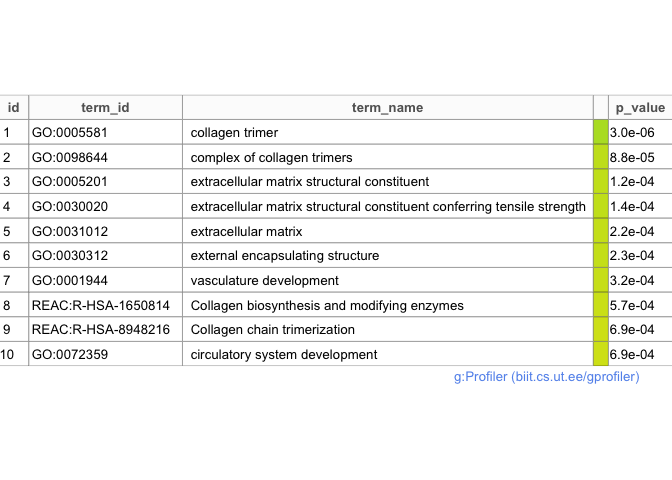 id term_id term_name p_value
1 GO:0005581 collagen trimer 3.0e-06
2 GO:0098644 complex of collagen trimers 8.8e-05
3 GO:0005201 extracellular matrix structural constituent 1.2e-04
4 GO:0030020 extracellular matrix structural constituent conferring tensile strength 1.4e-04
5 GO:0031012 extracellular matrix 2.2e-04
6 GO:0030312 external encapsulating structure 2.3e-04
7 GO:0001944 vasculature development 3.2e-04
8 REAC:R-HSA-1650814 Collagen biosynthesis and modifying enzymes 5.7e-04
9 REAC:R-HSA-8948216 Collagen chain trimerization 6.9e-04
10 GO:0072359 circulatory system development 6.9e-04
g:Profiler (biit.cs.ut.ee/gprofiler)